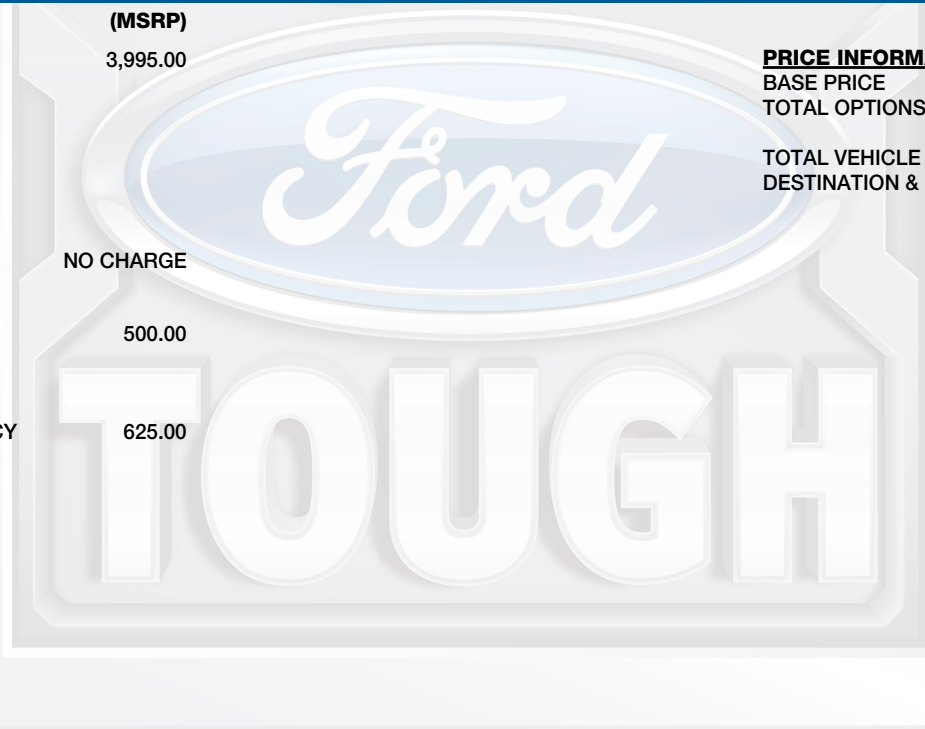 (MSRP)
3,995.00
NO CHARGE
500.00
CY 625.00
PRICE INFORMA
BASE PRICE
TOTAL OPTIONS
TOTAL VEHICLE
DESTINATION &
Ford
TOUGH